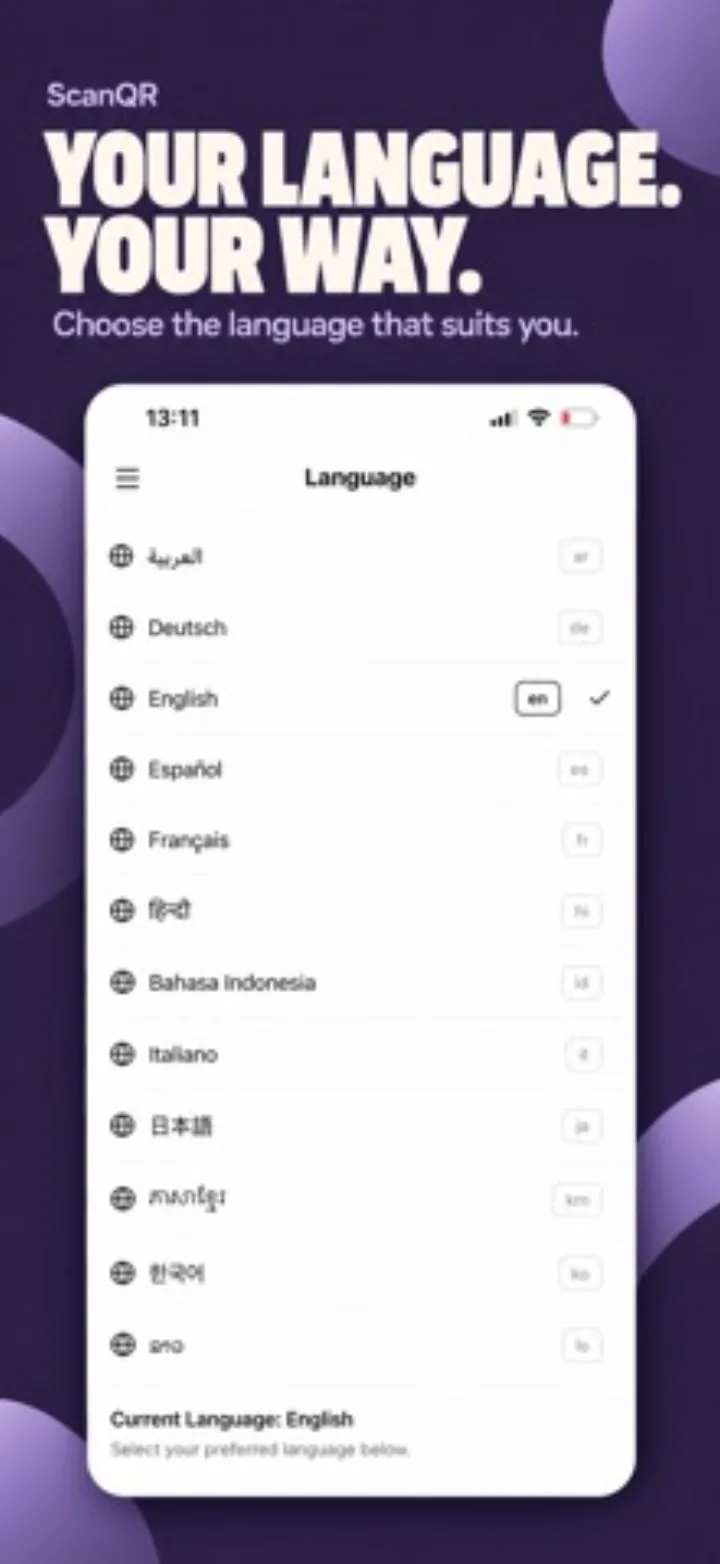 ScanQR
YOUR LANGUAGE.
YOUR WAY.
Choose the language that suits you.
13:11
Language
العربية ar
Deutsch de
English en
Español es
Français fr
हिन्दी hi
Bahasa Indonesia id
Italiano it
日本語 ja
ភាសាខ្មែរ km
한국어 ko
ລາວ lo
Current Language: English
Select your preferred language below.